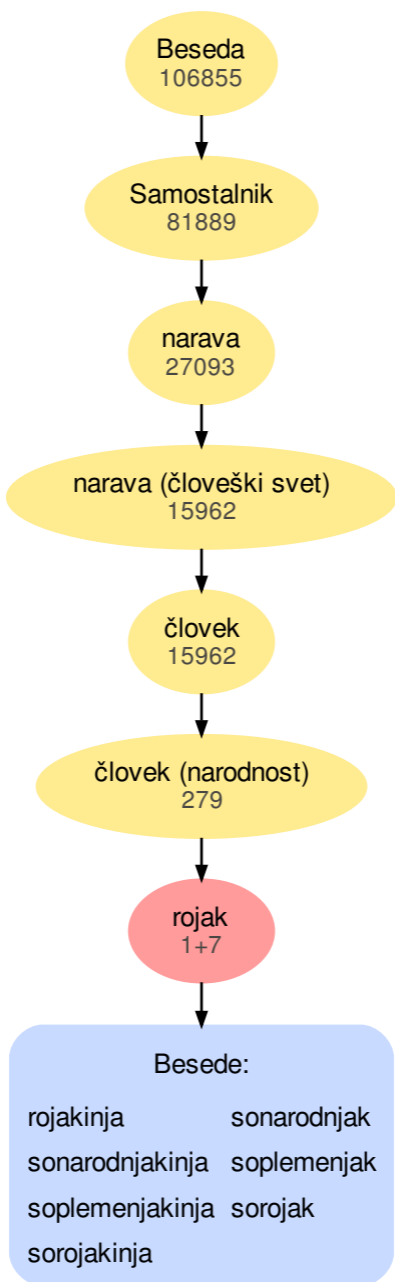 Beseda
106855
Samostalnik
81889
narava
27093
narava (človeški svet)
15962
človek
15962
človek (narodnost)
279
rojak
1+7
Besede:
rojakinja sonarodnjak
sonarodnjakinja soplemenjak
soplemenjakinja sorojak
sorojakinja